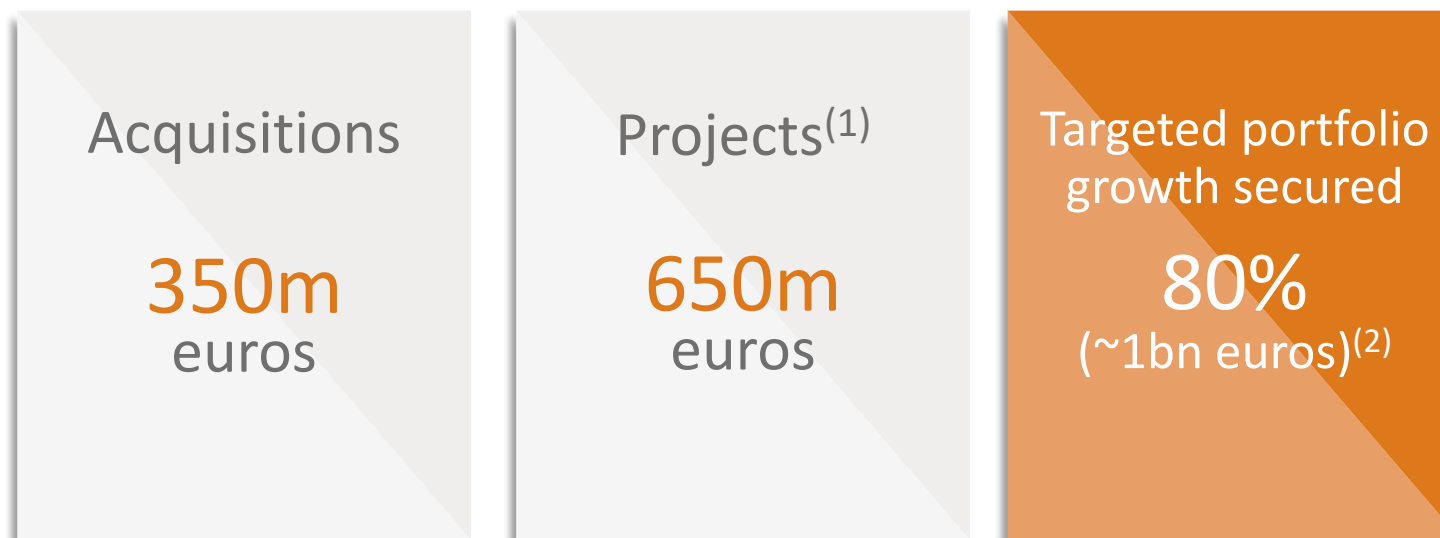 Acquisitions
350m
euros
Projects(1)
650m
euros
Targeted portfolio
growth secured
80%
(~1bn euros)(2)